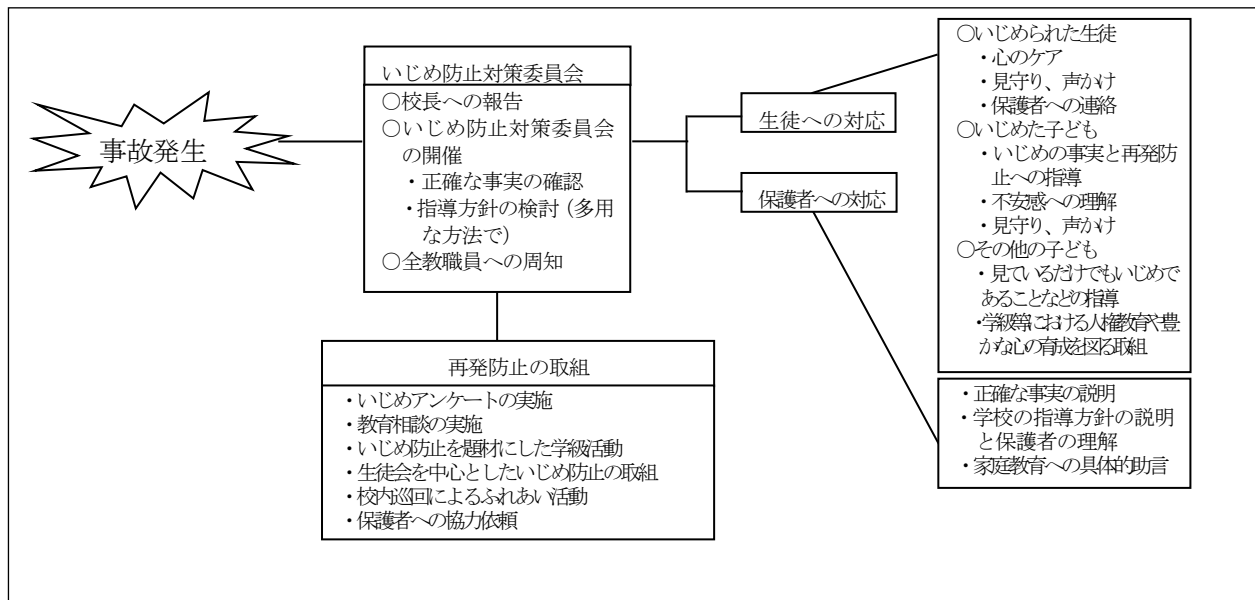 事故発生
いじめ防止対策委員会
○校長への報告
○いじめ防止対策委員会
の開催
・正確な事実の確認
・指導方針の検討（多用
な方法で）
○全教職員への周知
再発防止の取組
・いじめアンケートの実施
・教育相談の実施
・いじめ防止を題材にした学級活動
・生徒会を中心としたいじめ防止の取組
・校内巡回によるふれあい活動
・保護者への協力依頼
生徒への対応
保護者への対応
○いじめられた生徒
・心のケア
・見守り、声かけ
・保護者への連絡
○いじめた子ども
・いじめの事実と再発防
止への指導
・不安感への理解
・見守り、声かけ
○その他の子ども
・見ているだけでもいじめで
あることなどの指導
・学級等における人権教育や豊
かな心の育成を図る取組
・正確な事実の説明
・学校の指導方針の説明
と保護者の理解
・家庭教育への具体的助言